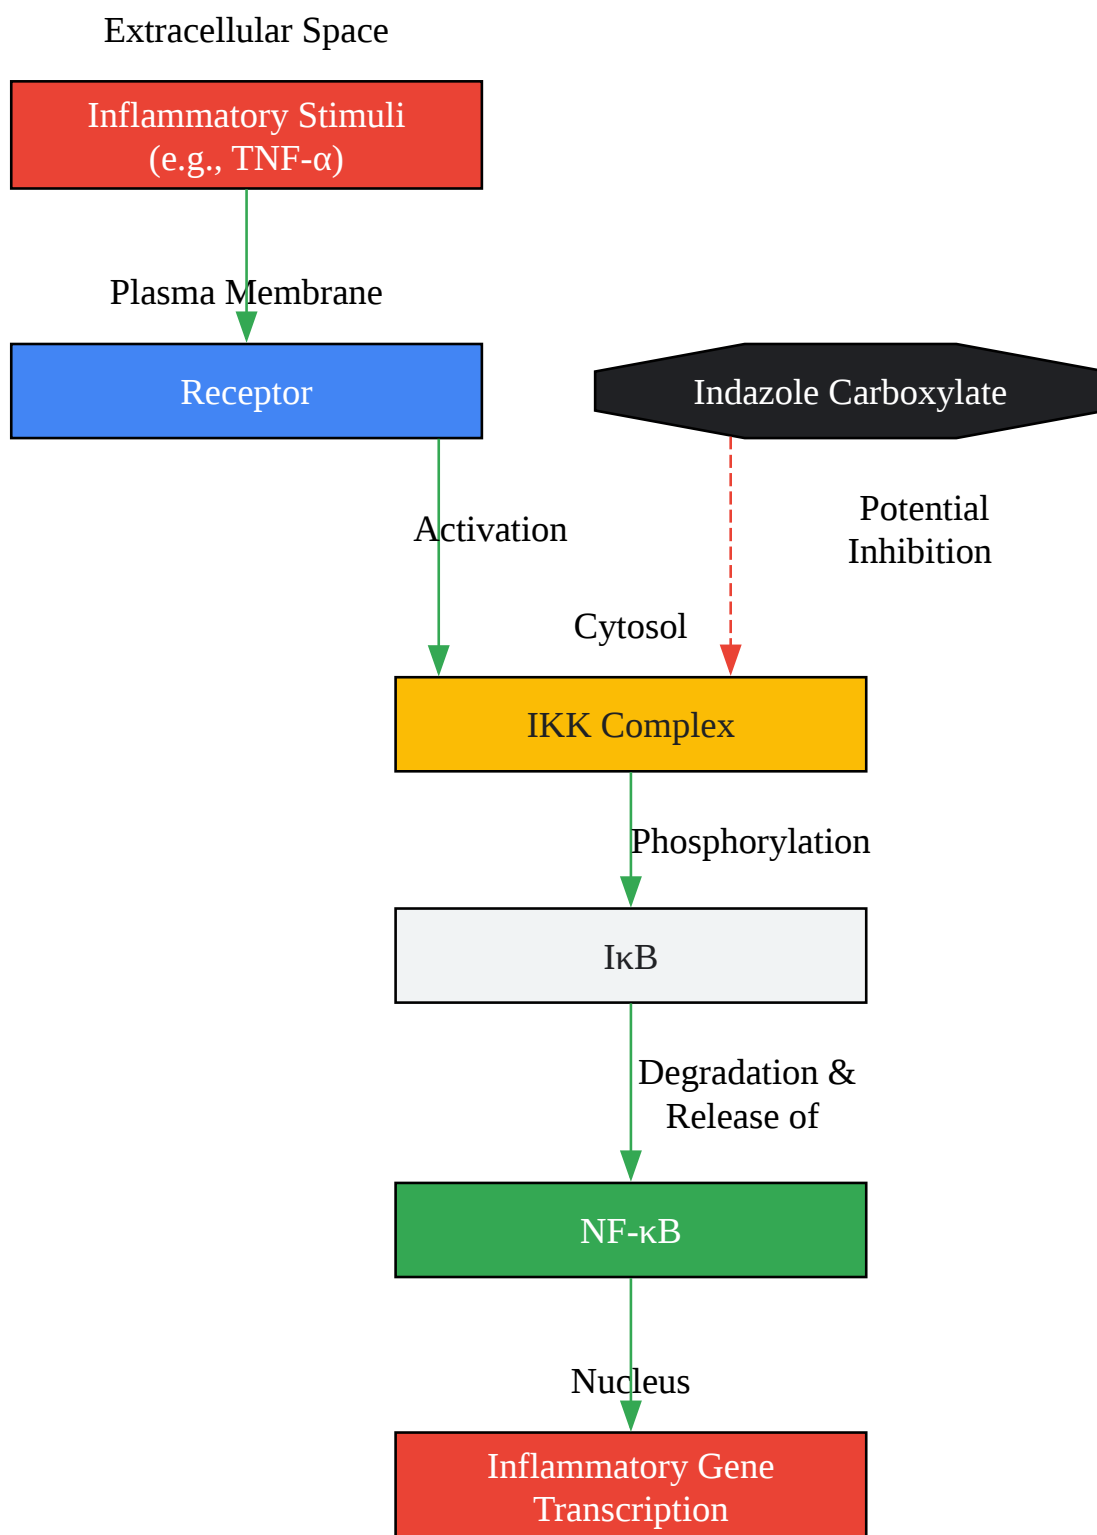 Extracellular Space
Inflammatory Stimuli
(e.g., TNF-α)
Plasma Membrane
Receptor
Indazole Carboxylate
Activation
Potential
Inhibition
Cytosol
IKK Complex
Phosphorylation
IκB
Degradation &
Release of
NF-κB
Nucleus
Inflammatory Gene
Transcription